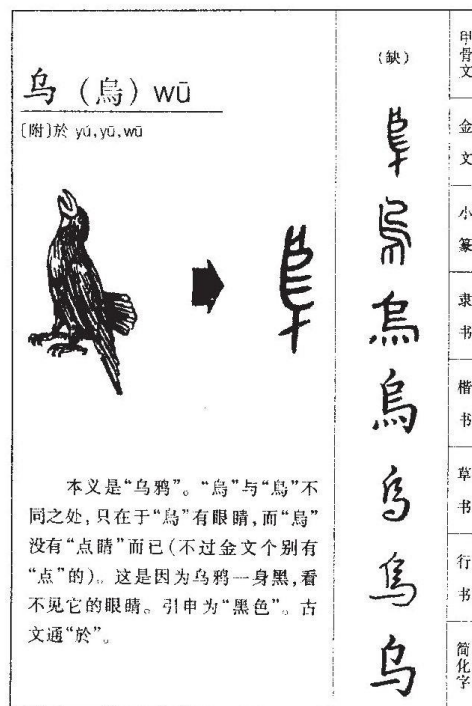 乌（烏）wū
〔附〕於 yú,yū,wū
本义是“乌鸦”。“烏”与“鳥”不
同之处,只在于“鳥”有眼睛,而“烏”
没有“点睛”而已(不过金文个别有
“点”的)。这是因为乌鸦一身黑,看
不见它的眼睛。引申为“黑色”。古
文通“於”。
(缺)
甲骨文
金文
烏
小篆
烏
隶书
烏
楷书
烏
草书
烏
行书
乌
简化字